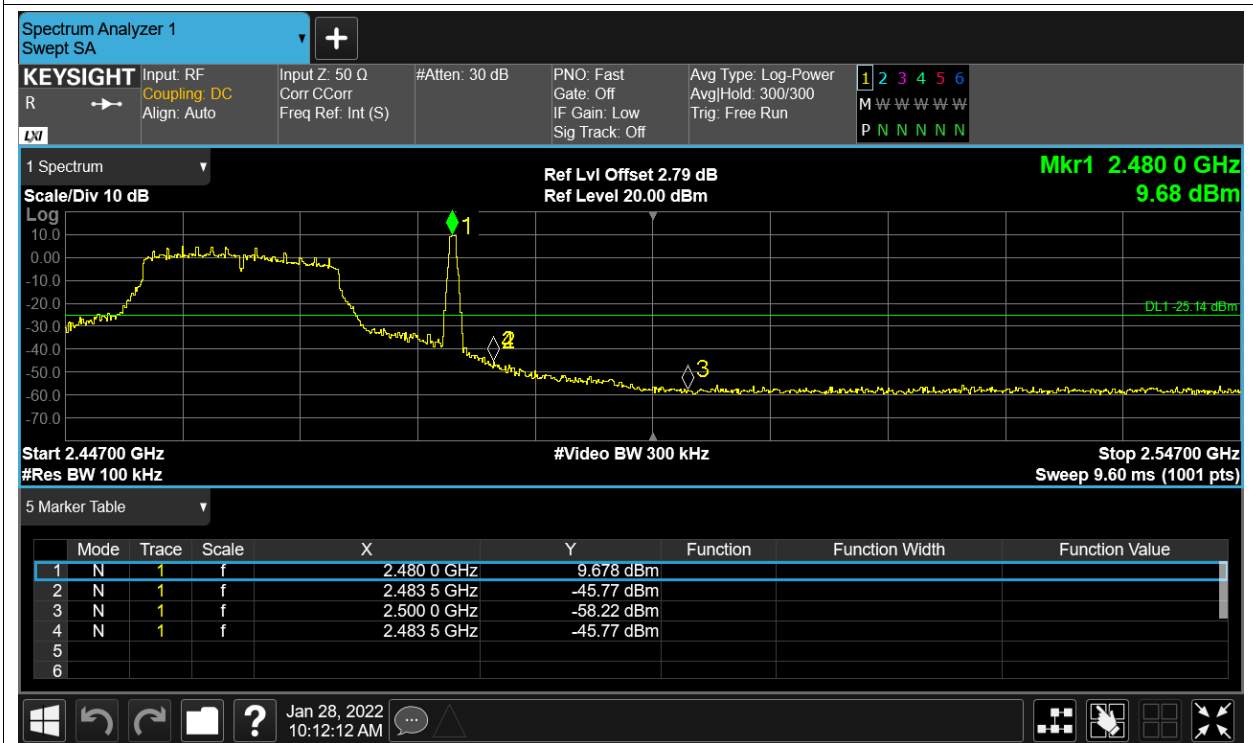 Spectrum Analyzer 1
Swept SA
KEYSIGHT
R
LXI
Input: RF
Coupling: DC
Align: Auto
Input Z: 50 Ω
Corr CCorr
Freq Ref: Int (S)
#Atten: 30 dB
PNO: Fast
Gate: Off
IF Gain: Low
Sig Track: Off
Avg Type: Log-Power
Avg|Hold: 300/300
Trig: Free Run
1 2 3 4 5 6
M W W W W W
P N N N N N
1 Spectrum
Scale/Div 10 dB
Ref Lvl Offset 2.79 dB
Ref Level 20.00 dBm
Mkr1 2.480 0 GHz
9.68 dBm
Log
10.0
0.00
-10.0
-20.0
-30.0
-40.0
-50.0
-60.0
-70.0
1
DL1 -25.14 dBm
3
Start 2.44700 GHz
#Video BW 300 kHz
Stop 2.54700 GHz
#Res BW 100 kHz
Sweep 9.60 ms (1001 pts)
5 Marker Table
Mode Trace Scale X Y Function Function Width Function Value
1 N 1 f 2.480 0 GHz 9.678 dBm
2 N 1 f 2.483 5 GHz -45.77 dBm
3 N 1 f 2.500 0 GHz -58.22 dBm
4 N 1 f 2.483 5 GHz -45.77 dBm
5
6
?
Jan 28, 2022
10:12:12 AM